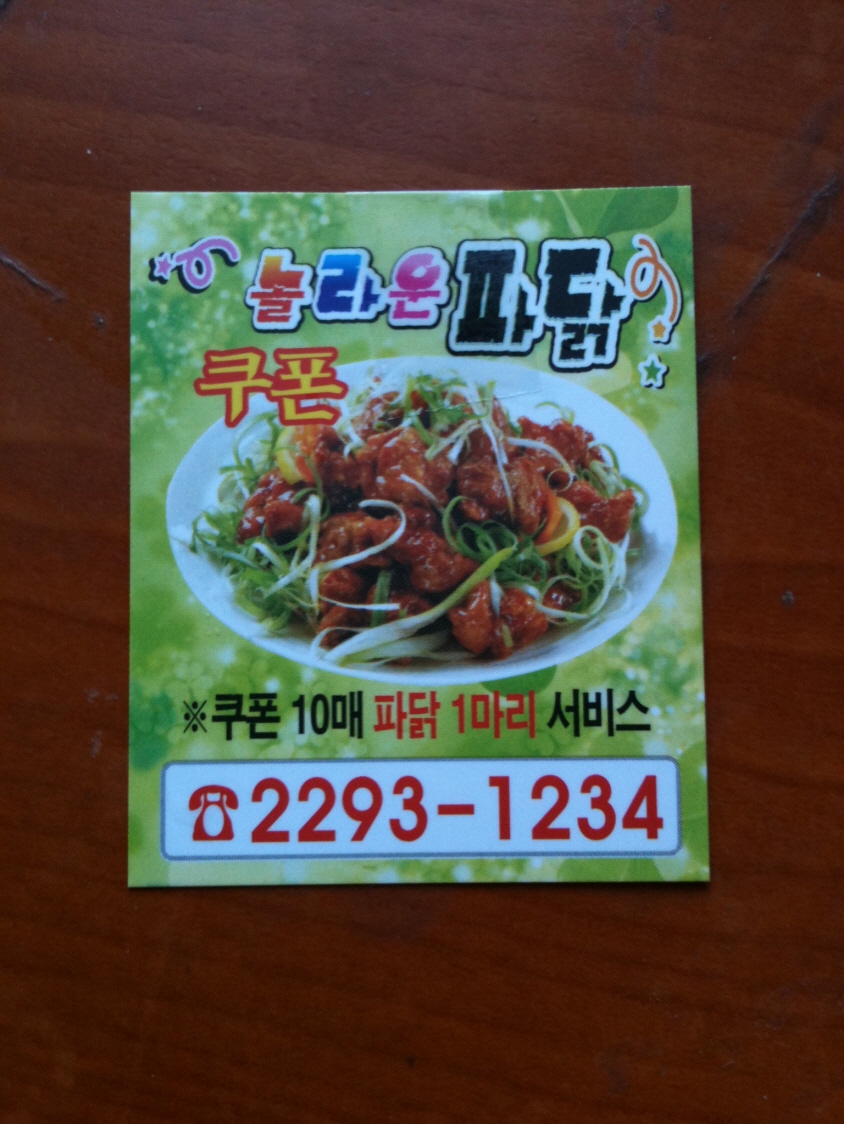 놀라운파닭
쿠폰
※쿠폰 10매 파닭 1마리 서비스
☎2293-1234